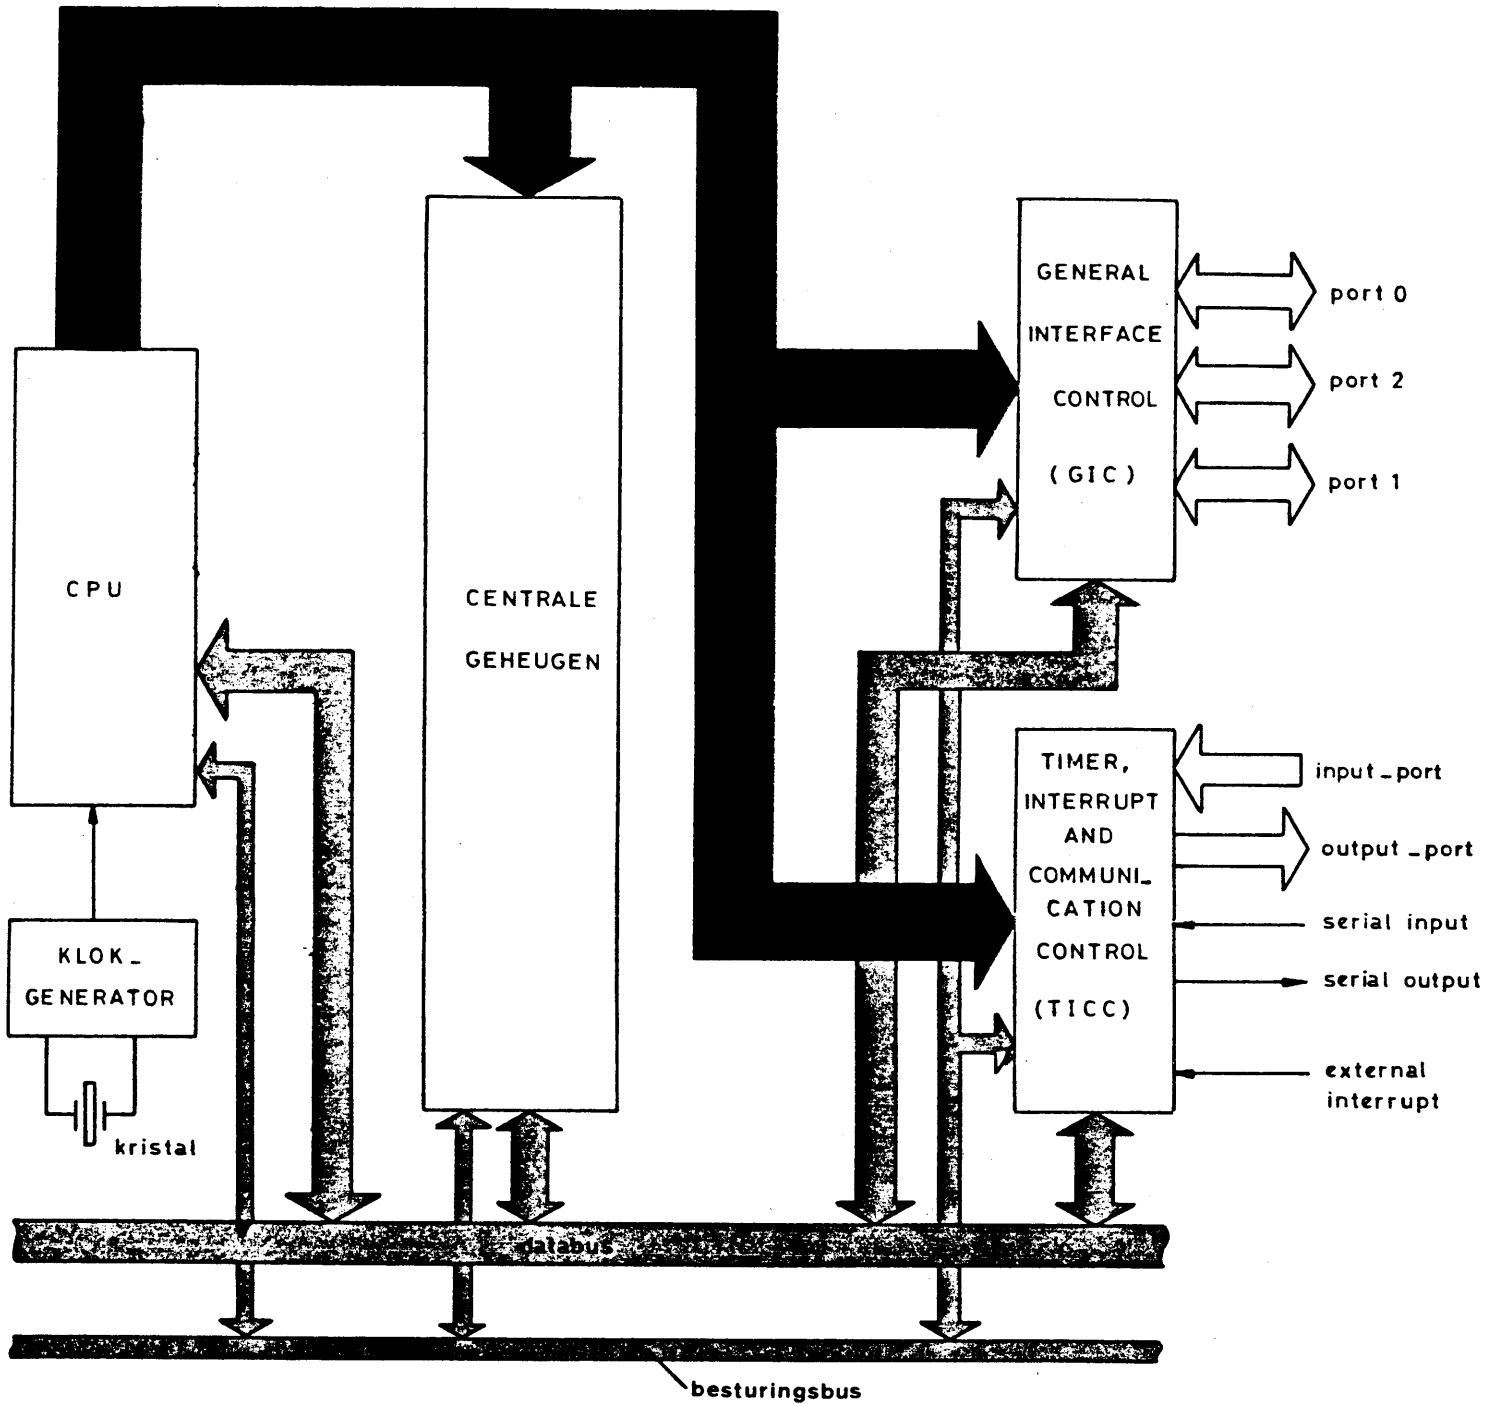 CPU
KLOK_
GENERATOR
kristal
CENTRALE
GEHEUGEN
GENERAL
INTERFACE
CONTROL
(GIC)
port 0
port 2
port 1
TIMER,
INTERRUPT
AND
COMMUNI_
CATION
CONTROL
(TICC)
input_port
output_port
serial input
serial output
external
interrupt
databus
besturingsbus